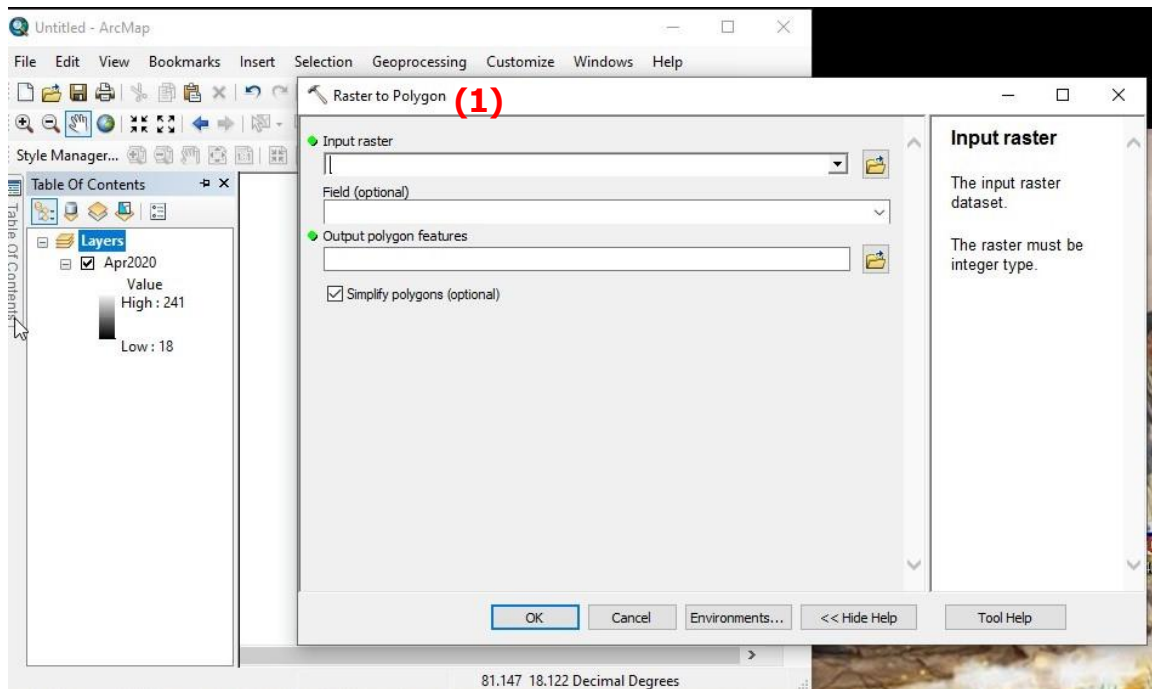 Untitled - ArcMap
File Edit View Bookmarks Insert Selection Geoprocessing Customize Windows Help
Style Manager...
Table Of Contents
Table Of Contents
Layers
Apr2020
Value
High : 241
Low : 18
81.147 18.122 Decimal Degrees
Raster to Polygon (1)
Input raster
Field (optional)
Output polygon features
Simplify polygons (optional)
OK Cancel Environments... << Hide Help Tool Help
Input raster
The input raster
dataset.
The raster must be
integer type.